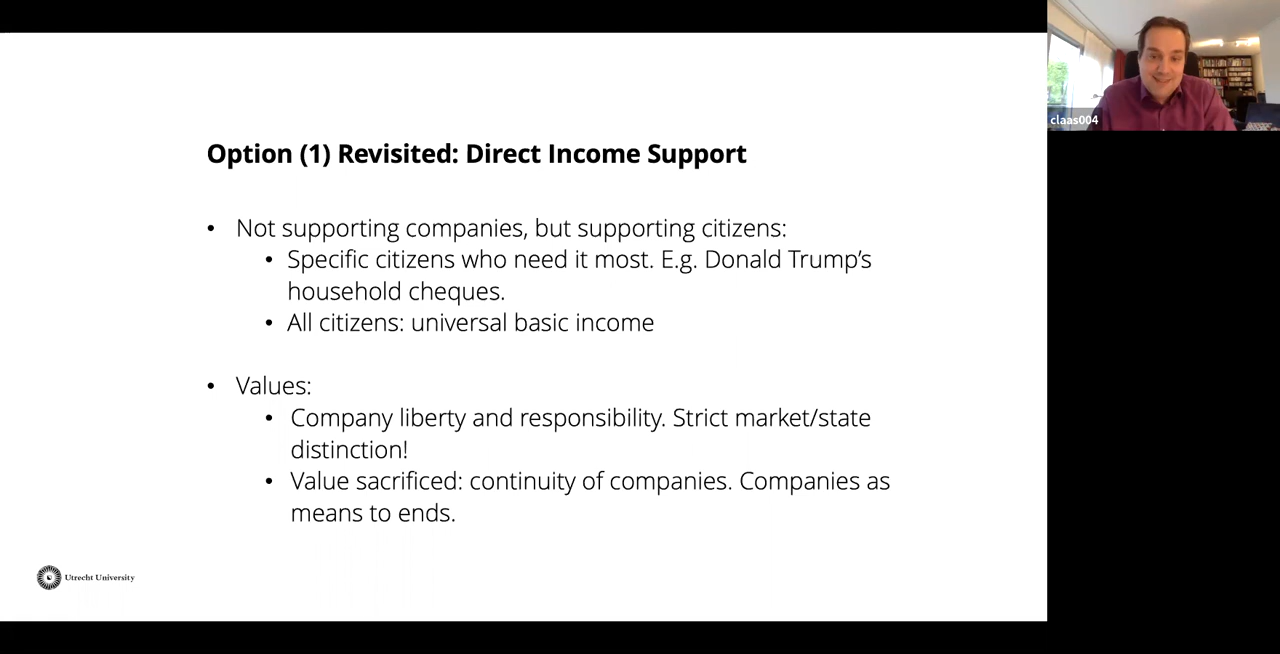 claas004
Option (1) Revisited: Direct Income Support
• Not supporting companies, but supporting citizens:
• Specific citizens who need it most. E.g. Donald Trump’s
household cheques.
• All citizens: universal basic income
• Values:
• Company liberty and responsibility. Strict market/state
distinction!
• Value sacrificed: continuity of companies. Companies as
means to ends.
Utrecht University